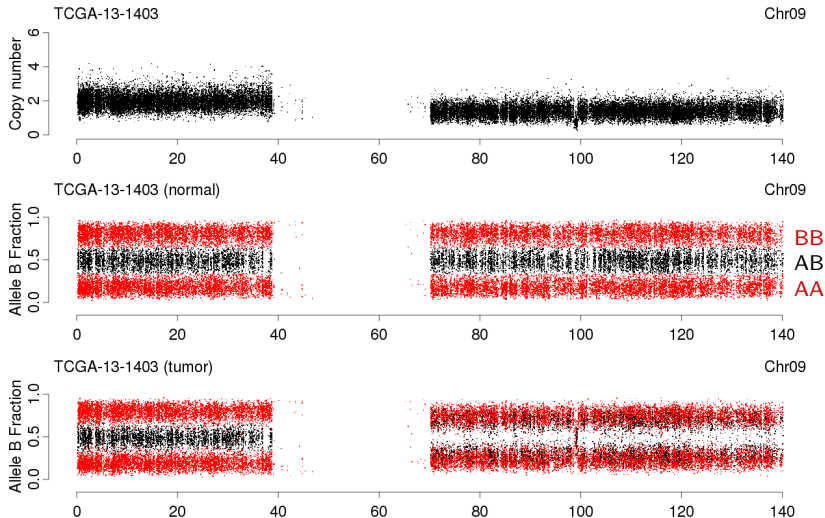 TCGA-13-1403 Chr09
Copy number
6
4
2
0
0 20 40 60 80 100 120 140
TCGA-13-1403 (normal) Chr09
Allele B Fraction
1.0
0.5
0.0
BB
AB
AA
0 20 40 60 80 100 120 140
TCGA-13-1403 (tumor) Chr09
Allele B Fraction
1.0
0.5
0.0
0 20 40 60 80 100 120 140